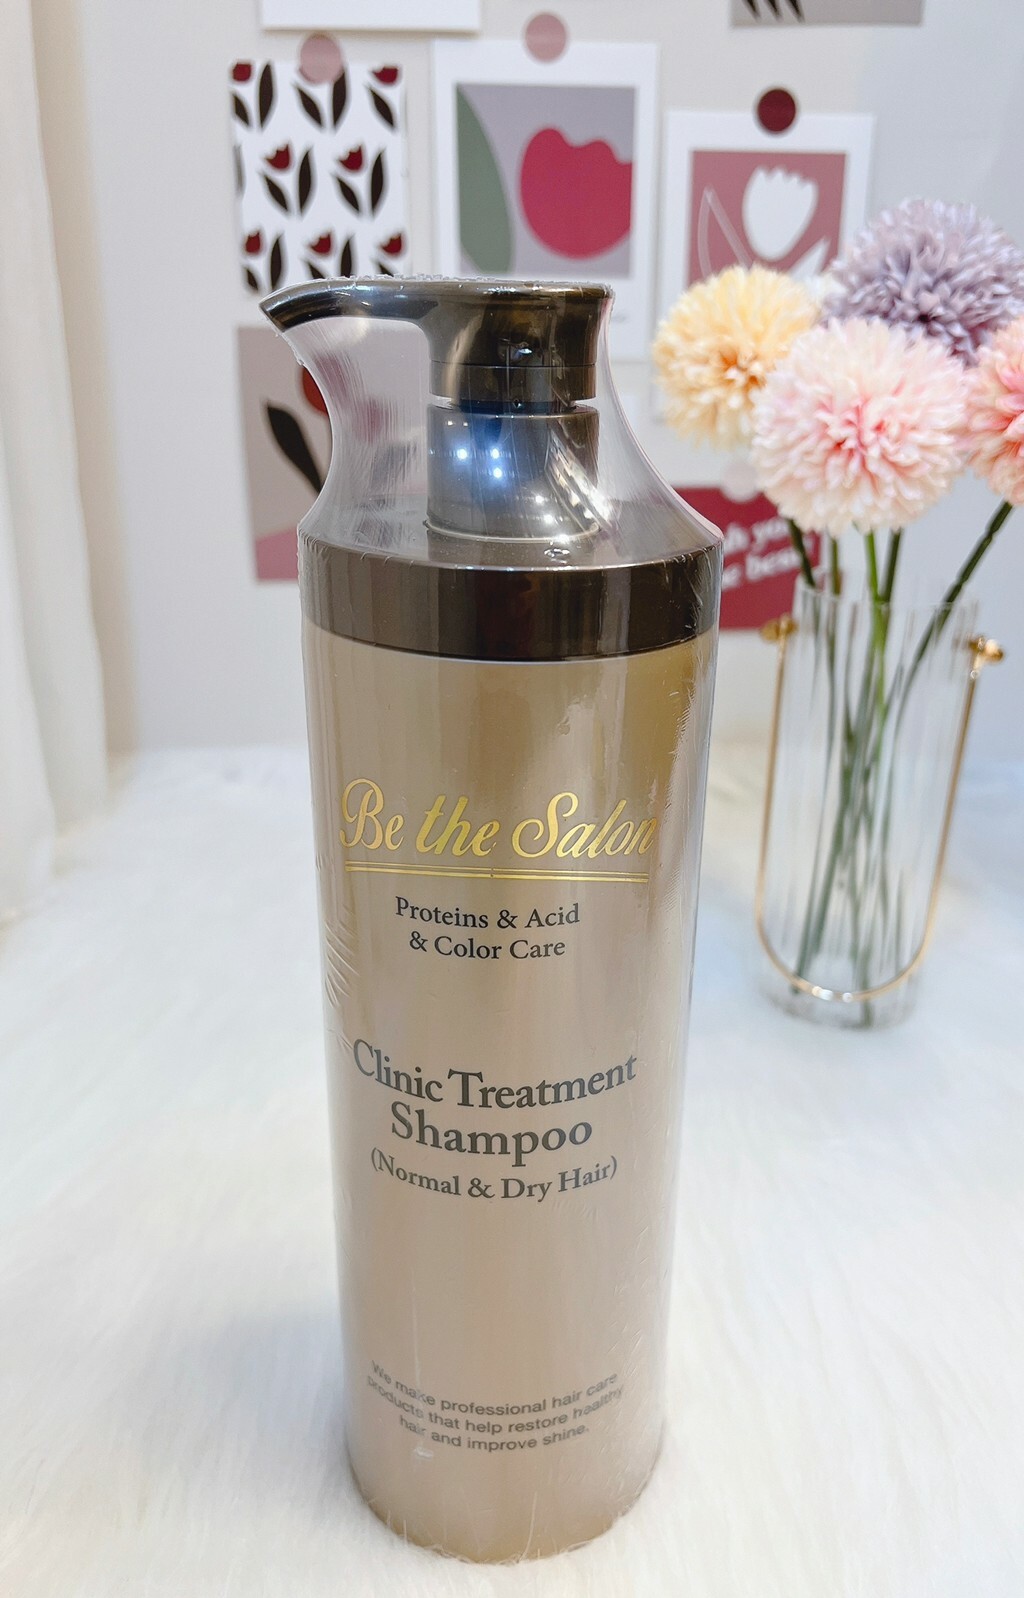 Be the Salon
Proteins & Acid
& Color Care
Clinic Treatment
Shampoo
(Normal & Dry Hair)
We make professional hair care
products that help restore healthy
hair and improve shine.